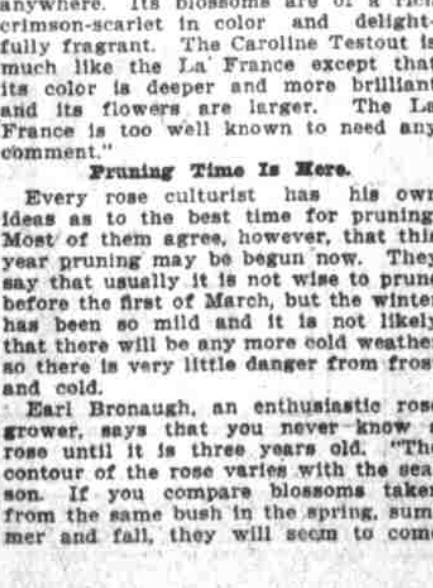 anywhere. Its blossoms are of a rich
crimson-scarlet in color and delight-
fully fragrant. The Caroline Testout is
much like the La France except that
its color is deeper and more brilliant
and its flowers are larger. The La
France is too well known to need any
comment."
Pruning Time Is Here.
Every rose culturist has his own
ideas as to the best time for pruning.
Most of them agree, however, that this
year pruning may be begun now. They
say that usually it is not wise to prune
before the first of March, but the winter
has been so mild and it is not likely
that there will be any more cold weather
so there is very little danger from frost
and cold.
Earl Bronaugh, an enthusiastic rose
grower, says that you never know a
rose until it is three years old. "The
contour of the rose varies with the sea-
son. If you compare blossoms taken
from the same bush in the spring, sum-
mer and fall, they will seem to come